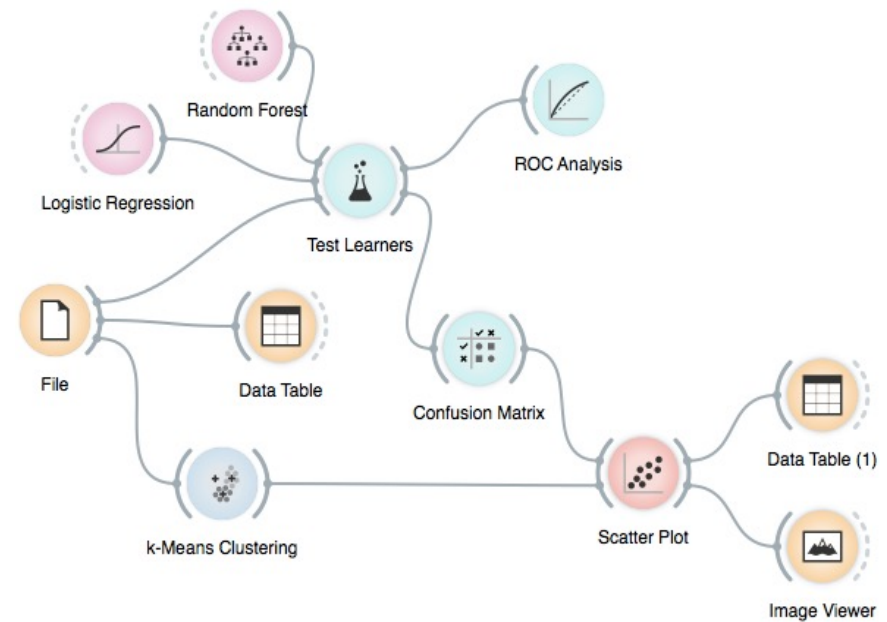 Random Forest
ROC Analysis
Logistic Regression
Test Learners
File
Data Table
Confusion Matrix
Data Table (1)
Scatter Plot
k-Means Clustering
Image Viewer